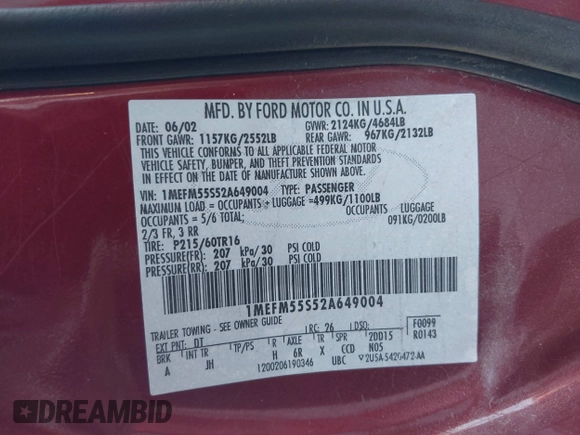 MFD. BY FORD MOTOR CO. IN U.S.A.
DATE: 06/02 GVWR: 2124KG/4684LB
FRONT GAWR: 1157KG/2552LB REAR GAWR: 967KG/2132LB
THIS VEHICLE CONFORMS TO ALL APPLICABLE FEDERAL MOTOR
VEHICLE SAFETY, BUMPER, AND THEFT PREVENTION STANDARDS
IN EFFECT ON THE DATE OF MANUFACTURE SHOWN ABOVE.
VIN: 1MEFM55S52A649004 TYPE: PASSENGER
MAXIMUM LOAD = OCCUPANTS + LUGGAGE =499KG/1100LB
OCCUPANTS = 5/6 TOTAL; OCCUPANTS LUGGAGE
2/3 FR, 3 RR 091KG/0200LB
TIRE: P215/60TR16
PRESSURE(FR) 207 kPa/30 PSI COLD
PRESSURE(RR) 207 kPa/30 PSI COLD
1MEFM55S52A649004
TRAILER TOWING - SEE OWNER GUIDE
EXT PNT: DT RC: 26 DSO: F0099
BRK INT TR TP/PS R AXLE TR SPR 2DD15 R0143
A JH H 6R X CCD N05
1200206190346 UBC 2U5A-5420472-AA
DREAMBID